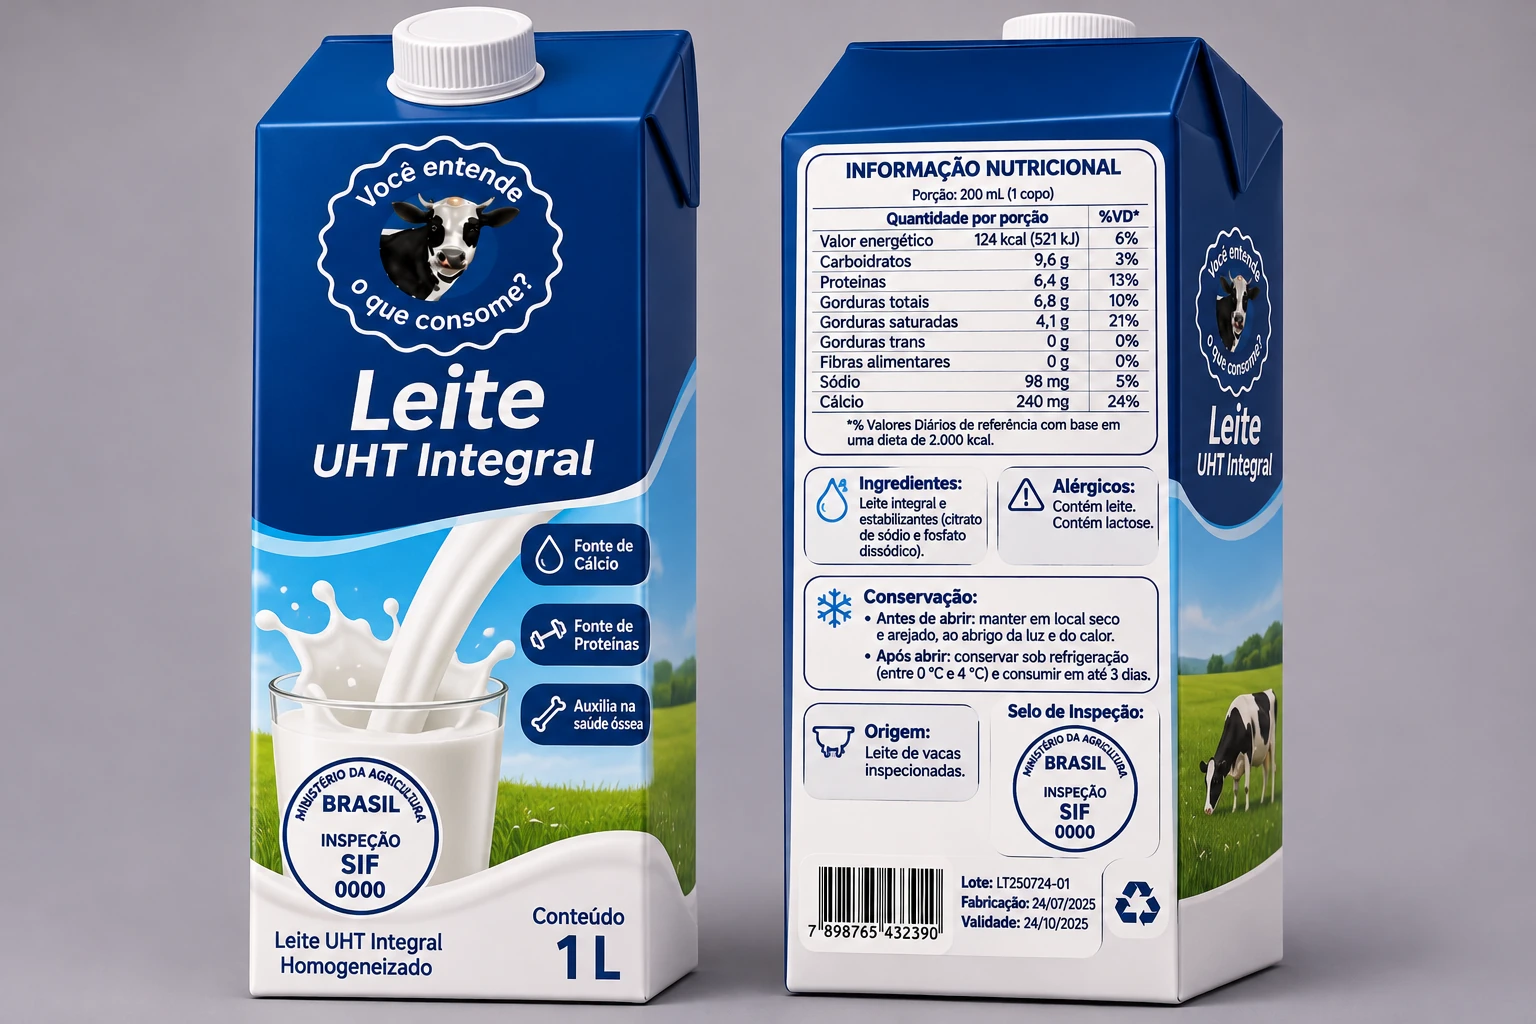 Você entende
o que consome?
Leite
UHT Integral
Fonte de
Cálcio
Fonte de
Proteínas
Auxilia na
saúde óssea
MINISTÉRIO DA AGRICULTURA
BRASIL
INSPEÇÃO
SIF
0000
Leite UHT Integral
Homogeneizado
Conteúdo
1 L
INFORMAÇÃO NUTRICIONAL
Porção: 200 mL (1 copo)
Quantidade por porção %VD*
Valor energético 124 kcal (521 kJ) 6%
Carboidratos 9,6 g 3%
Proteinas 6,4 g 13%
Gorduras totais 6,8 g 10%
Gorduras saturadas 4,1 g 21%
Gorduras trans 0 g 0%
Fibras alimentares 0 g 0%
Sódio 98 mg 5%
Cálcio 240 mg 24%
*% Valores Diários de referência com base em
uma dieta de 2.000 kcal.
Ingredientes:
Leite integral e
estabilizantes (citrato
de sódio e fosfato
dissódico).
Alérgicos:
Contém leite.
Contém lactose.
Conservação:
• Antes de abrir: manter em local seco
e arejado, ao abrigo da luz e do calor.
• Após abrir: conservar sob refrigeração
(entre 0 °C e 4 °C) e consumir em até 3 dias.
Origem:
Leite de vacas
inspecionadas.
Selo de Inspeção:
MINISTÉRIO DA AGRICULTURA
BRASIL
INSPEÇÃO
SIF
0000
7 898765 432390
Lote: LT250724-01
Fabricação: 24/07/2025
Validade: 24/10/2025
Você entende
o que consome?
Leite
UHT Integral